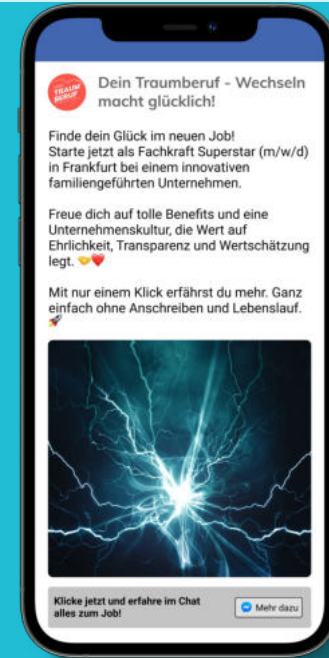 TRAUM
BERUF
Dein Traumberuf - Wechseln
macht glücklich!
Finde dein Glück im neuen Job!
Starte jetzt als Fachkraft Superstar (m/w/d)
in Frankfurt bei einem innovativen
familiengeführten Unternehmen.
Freue dich auf tolle Benefits und eine
Unternehmenskultur, die Wert auf
Ehrlichkeit, Transparenz und Wertschätzung
legt. 🤝❤️
Mit nur einem Klick erfährst du mehr. Ganz
einfach ohne Anschreiben und Lebenslauf.
🚀
Klicke jetzt und erfahre im Chat
alles zum Job!
Mehr dazu